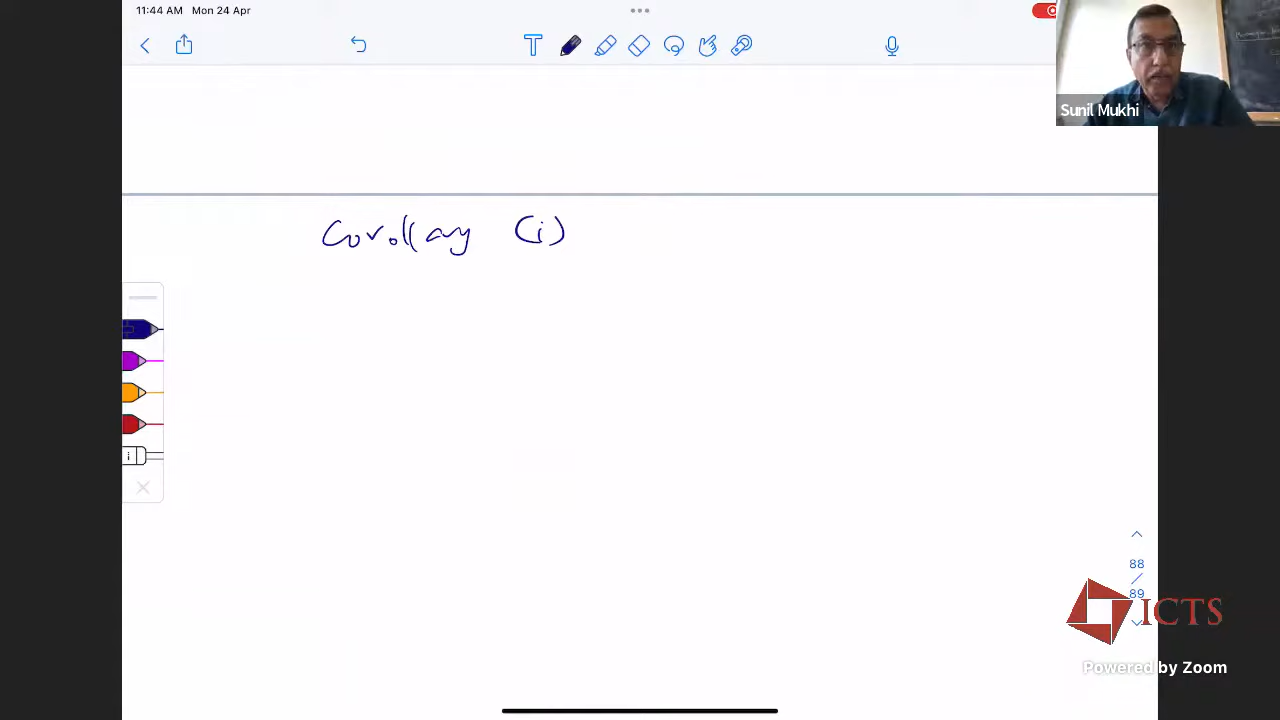 11:44 AM Mon 24 Apr
T
Sunil Mukhi
Corollary (i)
i
88
/
89
ICTS
Powered by Zoom